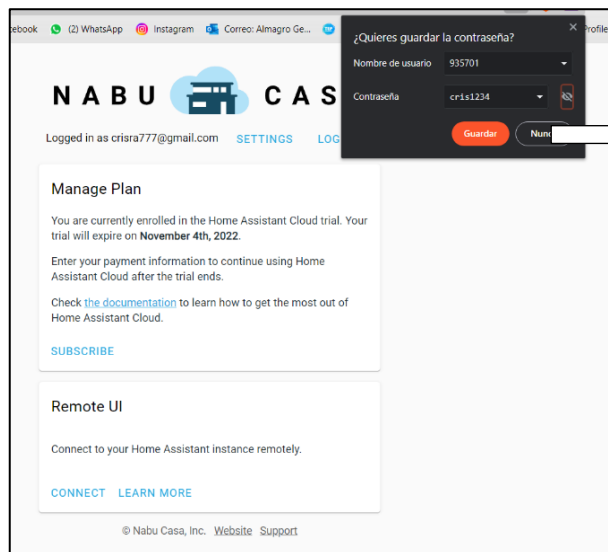 ebook (2) WhatsApp Instagram Correo: Almagro Ge... Profile
¿Quieres guardar la contraseña?
Nombre de usuario 935701
Contraseña cris1234
Guardar
NABU CAS
Logged in as crisra777@gmail.com SETTINGS LOG
Manage Plan
You are currently enrolled in the Home Assistant Cloud trial. Your
trial will expire on November 4th, 2022.
Enter your payment information to continue using Home
Assistant Cloud after the trial ends.
Check the documentation to learn how to get the most out of
Home Assistant Cloud.
SUBSCRIBE
Remote UI
Connect to your Home Assistant instance remotely.
CONNECT LEARN MORE
© Nabu Casa, Inc. Website Support